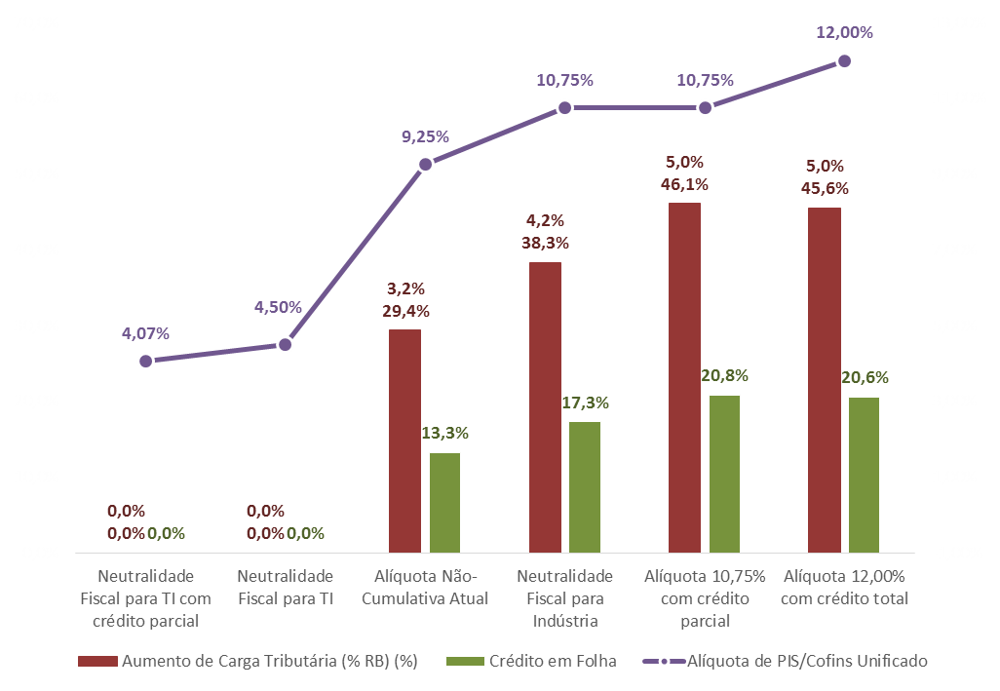 12,00%
10,75%
10,75%
9,25%
4,50%
4,07%
5,0%
46,1%
5,0%
45,6%
4,2%
38,3%
3,2%
29,4%
20,8%
20,6%
17,3%
13,3%
0,0%
0,0% 0,0%
0,0%
0,0% 0,0%
Neutralidade
Fiscal para TI com
crédito parcial
Neutralidade
Fiscal para TI
Alíquota Não-
Cumulativa Atual
Neutralidade
Fiscal para
Indústria
Alíquota 10,75%
com crédito
parcial
Alíquota 12,00%
com crédito total
Aumento de Carga Tributária (% RB) (%)
Crédito em Folha
Alíquota de PIS/Cofins Unificado